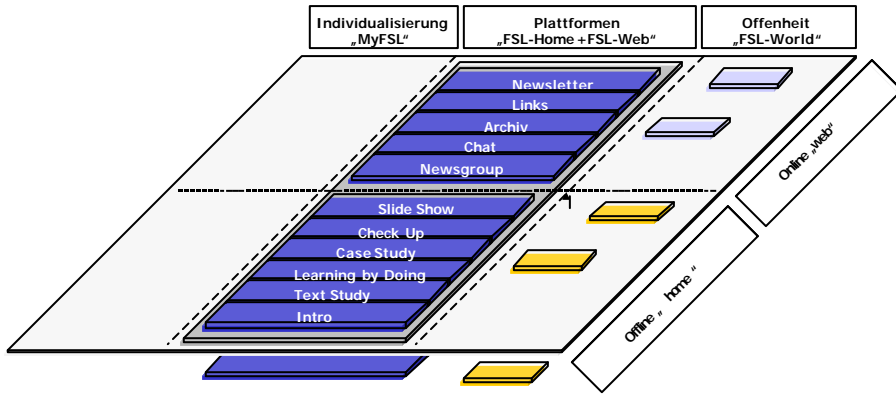 Individualisierung
„MyFSL“
Plattformen
„FSL-Home+FSL-Web“
Offenheit
„FSL-World“
Newsletter
Links
Archiv
Chat
Newsgroup
Slide Show
Check Up
Case Study
Learning by Doing
Text Study
Intro
Online „web“
Offline „ home“